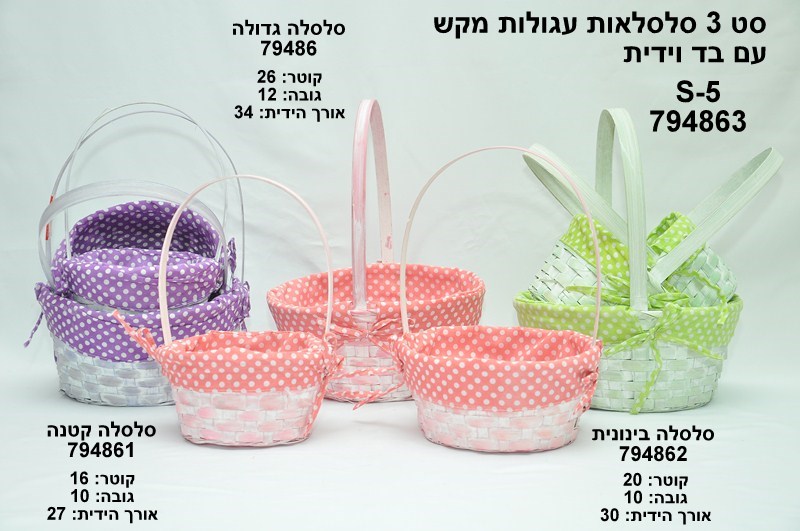 סט 3 סלסלאות עגולות מקש
עם בד וידית
S-5
794863
סלסלה גדולה
79486
קוטר: 26
גובה: 12
אורך הידית: 34
סלסלה קטנה
794861
קוטר: 16
גובה: 10
אורך הידית: 27
סלסלה בינונית
794862
קוטר: 20
גובה: 10
אורך הידית: 30